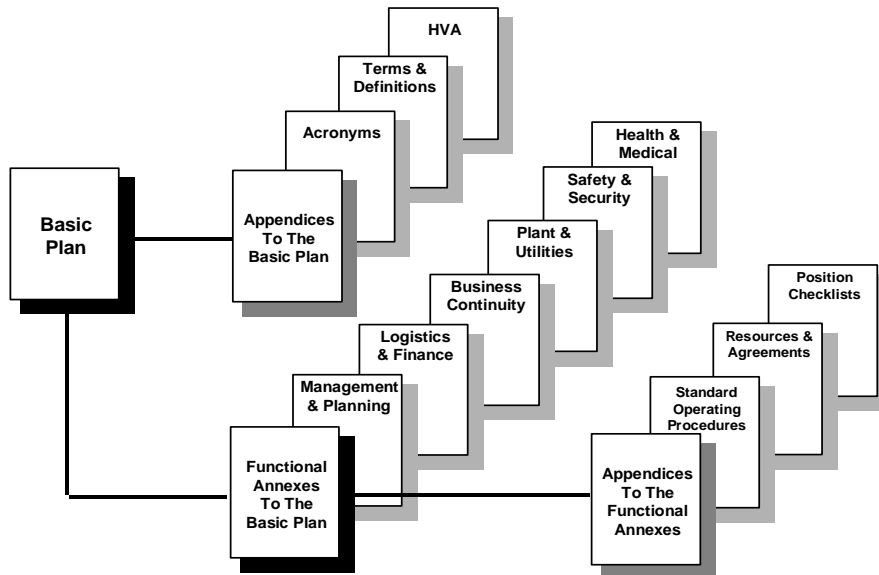 HVA
Terms &
Definitions
Acronyms
Appendices
To The
Basic Plan
Basic
Plan
Health &
Medical
Safety &
Security
Plant &
Utilities
Business
Continuity
Logistics
& Finance
Management
& Planning
Functional
Annexes
To The
Basic Plan
Position
Checklists
Resources &
Agreements
Standard
Operating
Procedures
Appendices
To The
Functional
Annexes